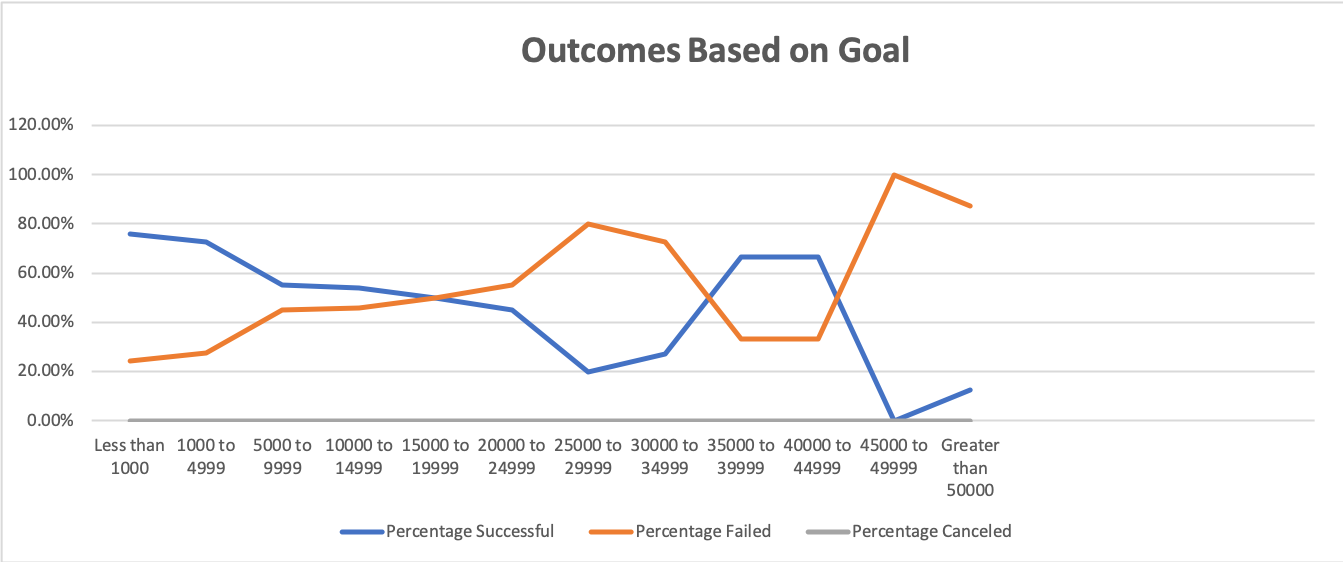 Outcomes Based on Goal
120.00%
100.00%
80.00%
60.00%
40.00%
20.00%
0.00%
Less than 1000 to 5000 to 10000 to 15000 to 20000 to 25000 to 30000 to 35000 to 40000 to 45000 to Greater
1000 4999 9999 14999 19999 24999 29999 34999 39999 44999 49999 than
50000
Percentage Successful Percentage Failed Percentage Canceled